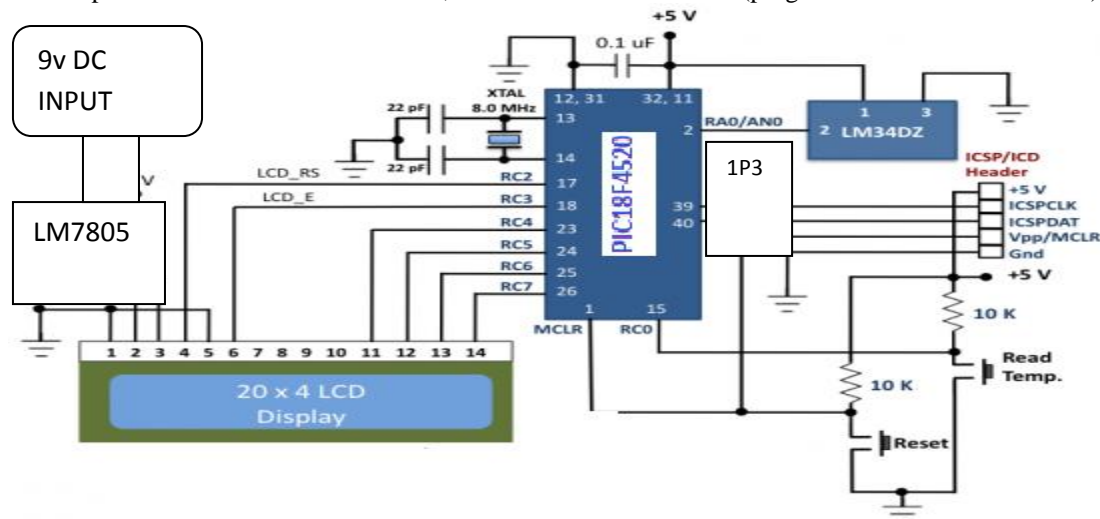 +5 V
9v DC
INPUT
0.1 uF
XTAL
8.0 MHz
22 pF
22 pF
12, 31
32, 11
13
14
2
RA0/AN0
1
3
2
LM34DZ
PIC18F4520
1P3
ICSP/ICD
Header
+5 V
ICSPCLK
ICSPDAT
Vpp/MCLR
Gnd
+5 V
LCD_RS
LCD_E
RC2
17
RC3
18
RC4
23
RC5
24
RC6
25
RC7
26
39
40
V
LM7805
1
15
MCLR
RC0
10 K
Read
Temp.
10 K
Reset
1 2 3 4 5 6 7 8 9 10 11 12 13 14
20 x 4 LCD
Display